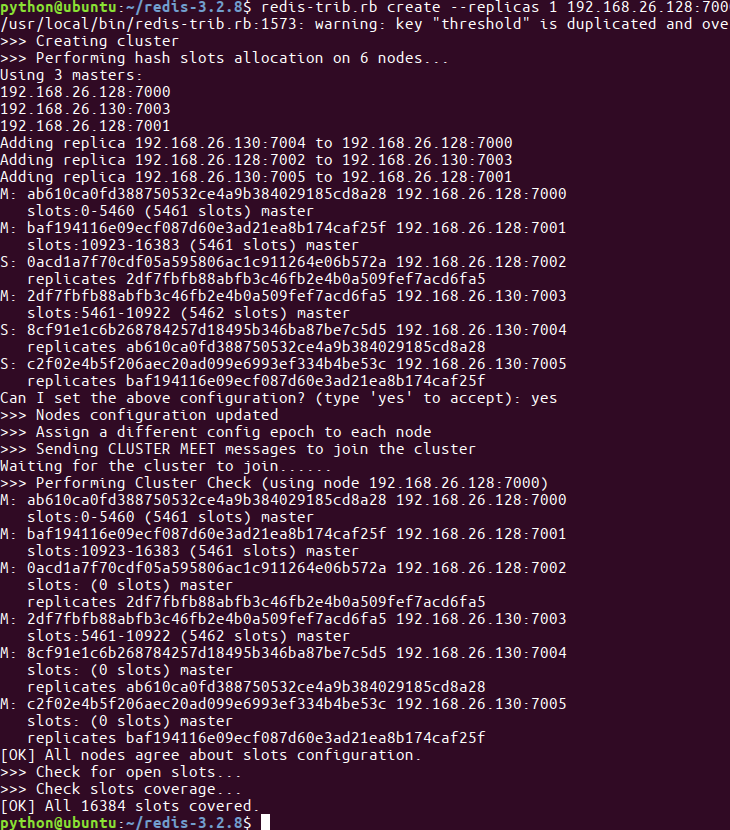 python@ubuntu:~/redis-3.2.8$ redis-trib.rb create --replicas 1 192.168.26.128:700
/usr/local/bin/redis-trib.rb:1573: warning: key "threshold" is duplicated and ove
>>> Creating cluster
>>> Performing hash slots allocation on 6 nodes...
Using 3 masters:
192.168.26.128:7000
192.168.26.130:7003
192.168.26.128:7001
Adding replica 192.168.26.130:7004 to 192.168.26.128:7000
Adding replica 192.168.26.128:7002 to 192.168.26.130:7003
Adding replica 192.168.26.130:7005 to 192.168.26.128:7001
M: ab610ca0fd388750532ce4a9b384029185cd8a28 192.168.26.128:7000
   slots:0-5460 (5461 slots) master
M: baf194116e09ecf087d60e3ad21ea8b174caf25f 192.168.26.128:7001
   slots:10923-16383 (5461 slots) master
S: 0acd1a7f70cdf05a595806ac1c911264e06b572a 192.168.26.128:7002
   replicates 2df7fbfb88abfb3c46fb2e4b0a509fef7acd6fa5
M: 2df7fbfb88abfb3c46fb2e4b0a509fef7acd6fa5 192.168.26.130:7003
   slots:5461-10922 (5462 slots) master
S: 8cf91e1c6b268784257d18495b346ba87be7c5d5 192.168.26.130:7004
   replicates ab610ca0fd388750532ce4a9b384029185cd8a28
S: c2f02e4b5f206aec20ad099e6993ef334b4be53c 192.168.26.130:7005
   replicates baf194116e09ecf087d60e3ad21ea8b174caf25f
Can I set the above configuration? (type 'yes' to accept): yes
>>> Nodes configuration updated
>>> Assign a different config epoch to each node
>>> Sending CLUSTER MEET messages to join the cluster
Waiting for the cluster to join......
>>> Performing Cluster Check (using node 192.168.26.128:7000)
M: ab610ca0fd388750532ce4a9b384029185cd8a28 192.168.26.128:7000
   slots:0-5460 (5461 slots) master
M: baf194116e09ecf087d60e3ad21ea8b174caf25f 192.168.26.128:7001
   slots:10923-16383 (5461 slots) master
M: 0acd1a7f70cdf05a595806ac1c911264e06b572a 192.168.26.128:7002
   slots: (0 slots) master
   replicates 2df7fbfb88abfb3c46fb2e4b0a509fef7acd6fa5
M: 2df7fbfb88abfb3c46fb2e4b0a509fef7acd6fa5 192.168.26.130:7003
   slots:5461-10922 (5462 slots) master
M: 8cf91e1c6b268784257d18495b346ba87be7c5d5 192.168.26.130:7004
   slots: (0 slots) master
   replicates ab610ca0fd388750532ce4a9b384029185cd8a28
M: c2f02e4b5f206aec20ad099e6993ef334b4be53c 192.168.26.130:7005
   slots: (0 slots) master
   replicates baf194116e09ecf087d60e3ad21ea8b174caf25f
[OK] All nodes agree about slots configuration.
>>> Check for open slots...
>>> Check slots coverage...
[OK] All 16384 slots covered.
python@ubuntu:~/redis-3.2.8$